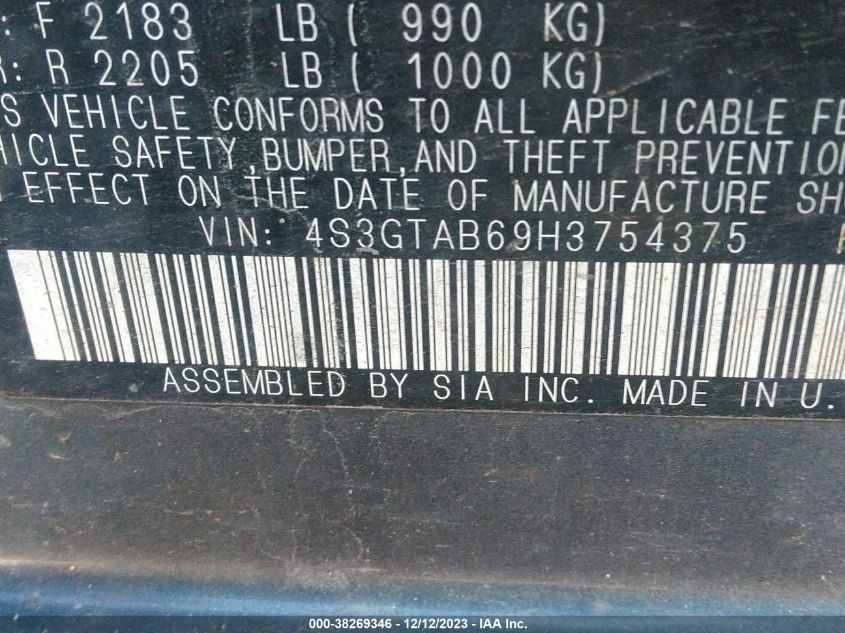 : F 2183 LB ( 990 KG)
R: R 2205 LB ( 1000 KG)
S VEHICLE CONFORMS TO ALL APPLICABLE FE
HICLE SAFETY,BUMPER,AND THEFT PREVENTION
EFFECT ON THE DATE OF MANUFACTURE SH
VIN: 4S3GTAB69H3754375
ASSEMBLED BY SIA INC. MADE IN U.
000-38269346 - 12/12/2023 - IAA Inc.